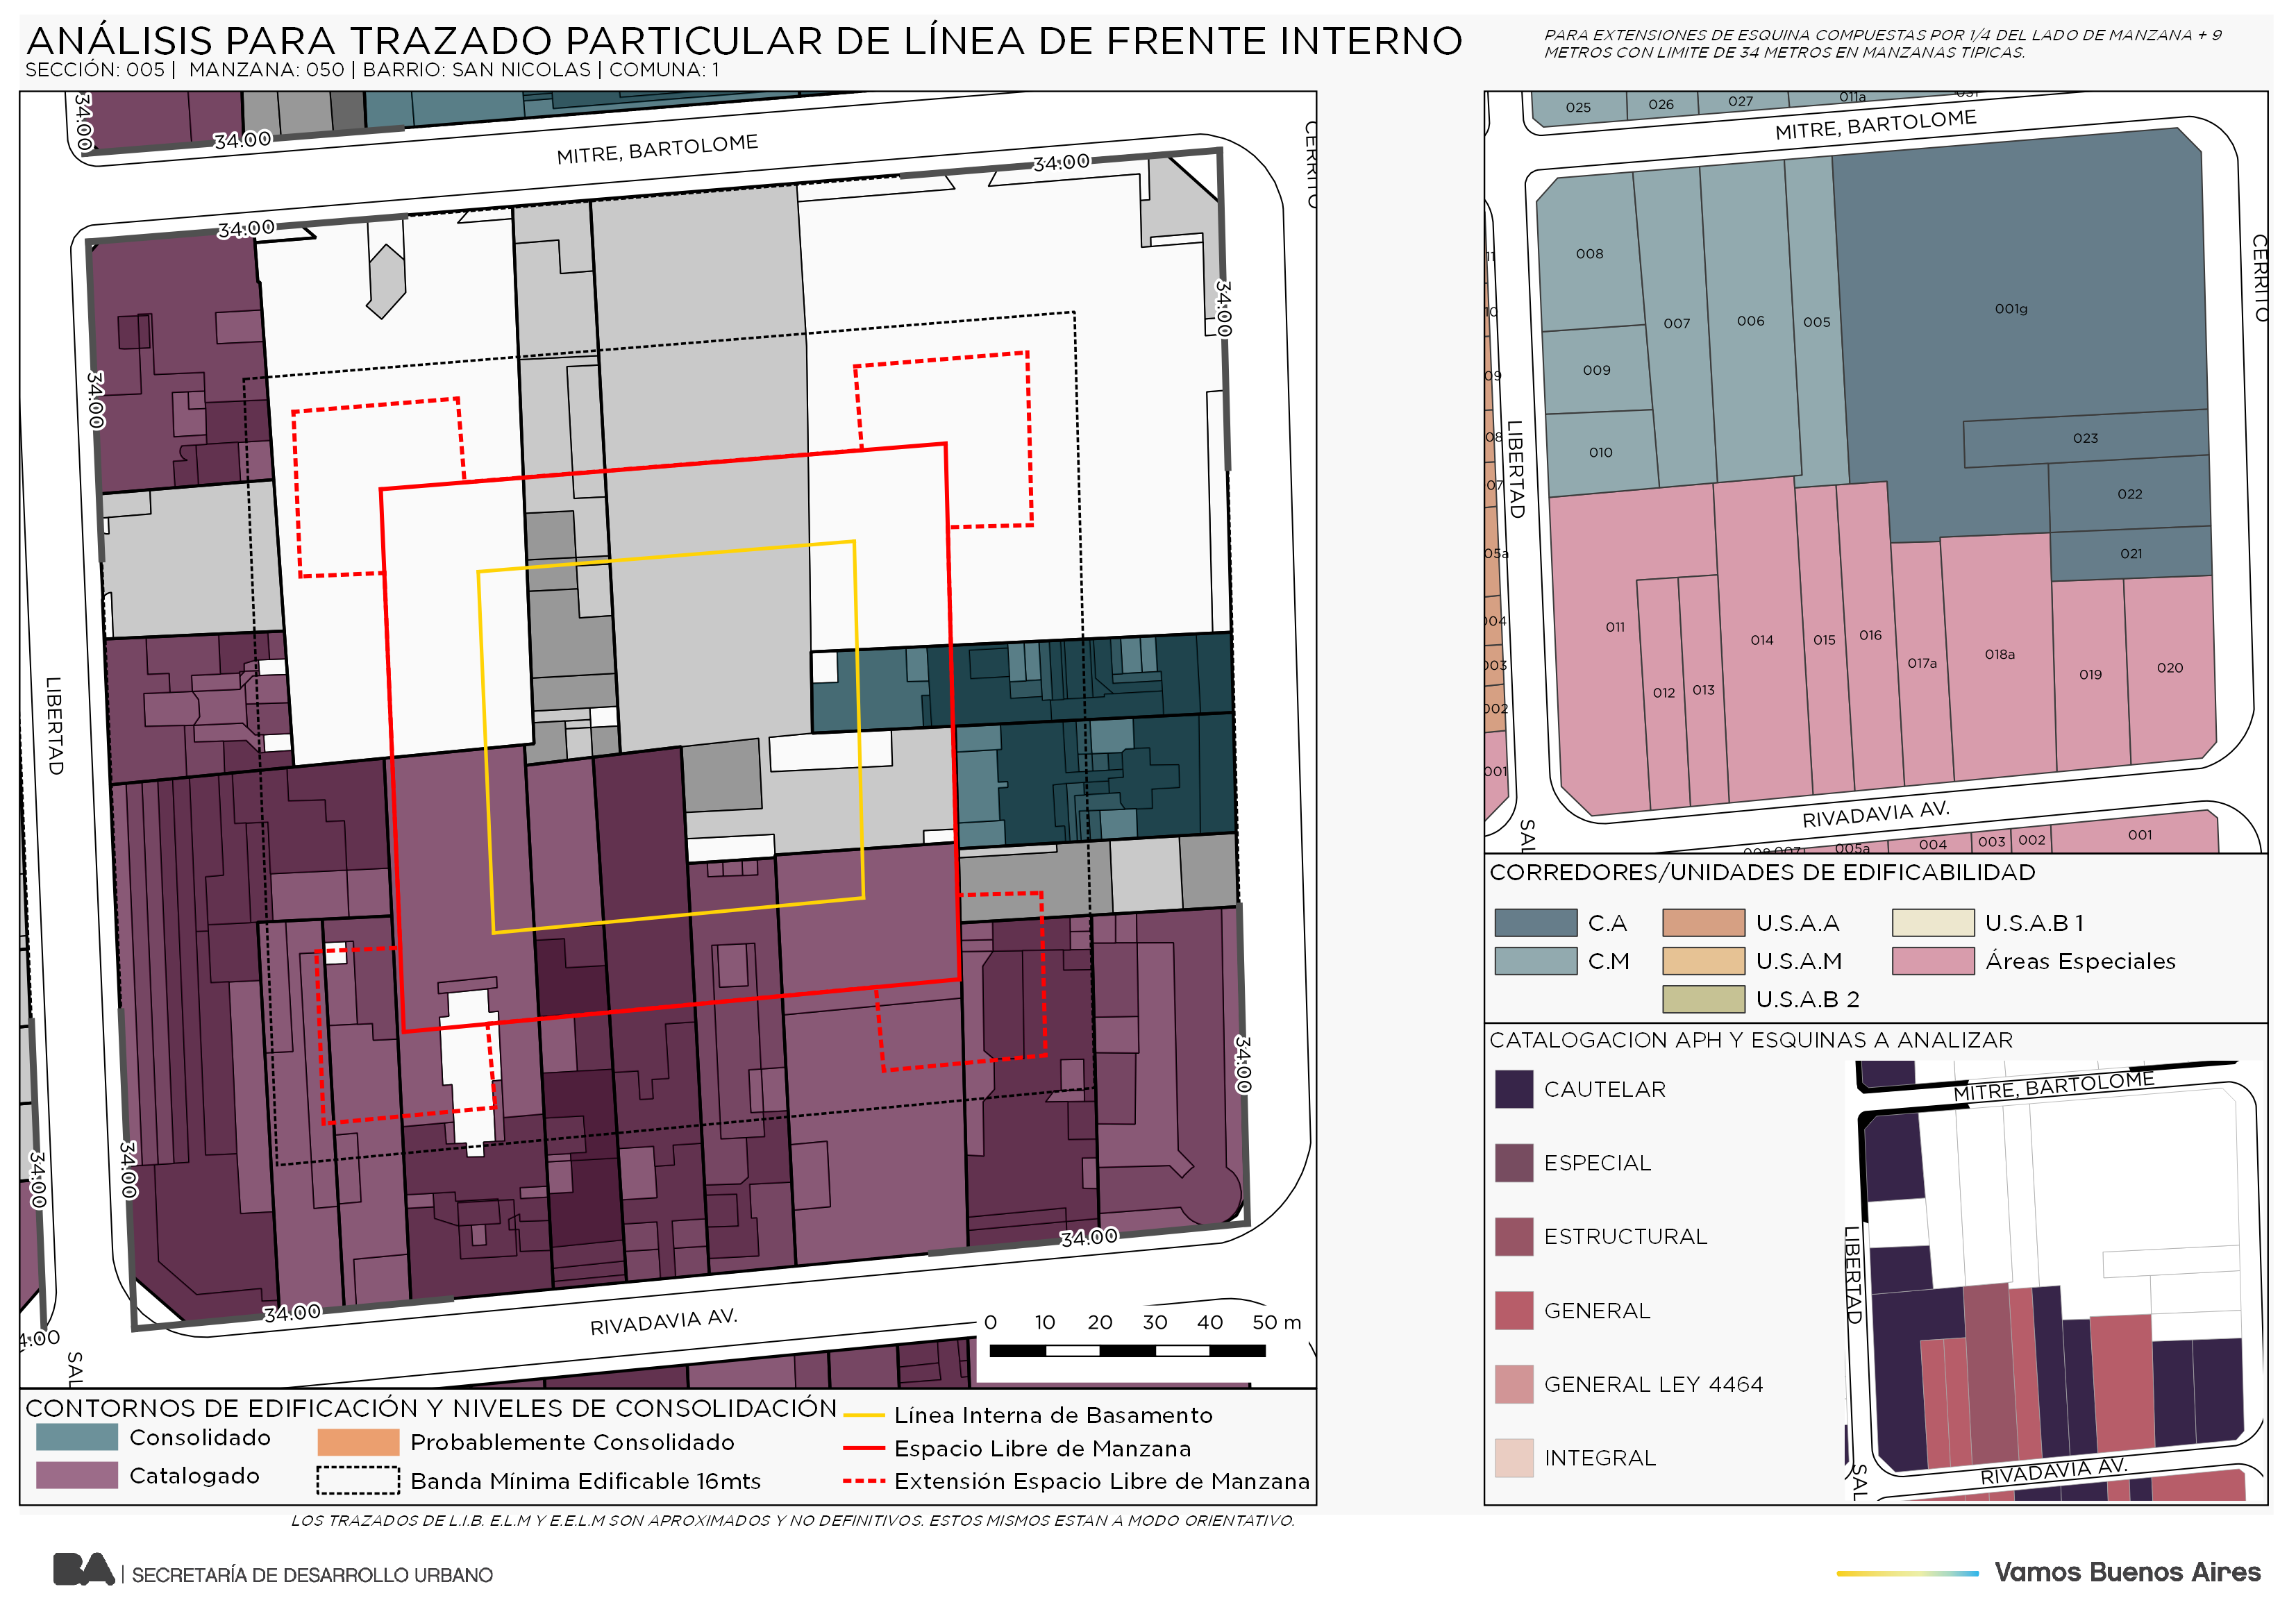 ANÁLISIS PARA TRAZADO PARTICULAR DE LÍNEA DE FRENTE INTERNO
SECCIÓN: 005 | MANZANA: 050 | BARRIO: SAN NICOLAS | COMUNA: 1
PARA EXTENSIONES DE ESQUINA COMPUESTAS POR 1/4 DEL LADO DE MANZANA + 9
METROS CON LIMITE DE 34 METROS EN MANZANAS TIPICAS.
34.00
34.00
MITRE, BARTOLOME
34.00
CERRITO
34.00
34.00
34.00
LIBERTAD
34.00
34.00
34.00
34.00
34.00
RIVADAVIA AV.
SAL
0 10 20 30 40 50 m
CONTORNOS DE EDIFICACIÓN Y NIVELES DE CONSOLIDACIÓN
Consolidado
Catalogado
Probablemente Consolidado
Banda Mínima Edificable 16mts
Línea Interna de Basamento
Espacio Libre de Manzana
Extensión Espacio Libre de Manzana
LOS TRAZADOS DE L.I.B. E.L.M Y E.E.L.M SON APROXIMADOS Y NO DEFINITIVOS. ESTOS MISMOS ESTAN A MODO ORIENTATIVO.
025
026
027
011a
MITRE, BARTOLOME
CERRITO
008
007
006
005
001g
009
010
023
022
021
LIBERTAD
011
012
013
014
015
016
017a
018a
019
020
09
08
07
05a
004
003
002
001
RIVADAVIA AV.
SAL
005a
004
003
002
001
CORREDORES/UNIDADES DE EDIFICABILIDAD
C.A
C.M
U.S.A.A
U.S.A.M
U.S.A.B 2
U.S.A.B 1
Áreas Especiales
CATALOGACION APH Y ESQUINAS A ANALIZAR
CAUTELAR
ESPECIAL
ESTRUCTURAL
GENERAL
GENERAL LEY 4464
INTEGRAL
MITRE, BARTOLOME
LIBERTAD
RIVADAVIA AV.
SAL
BA | SECRETARÍA DE DESARROLLO URBANO
Vamos Buenos Aires